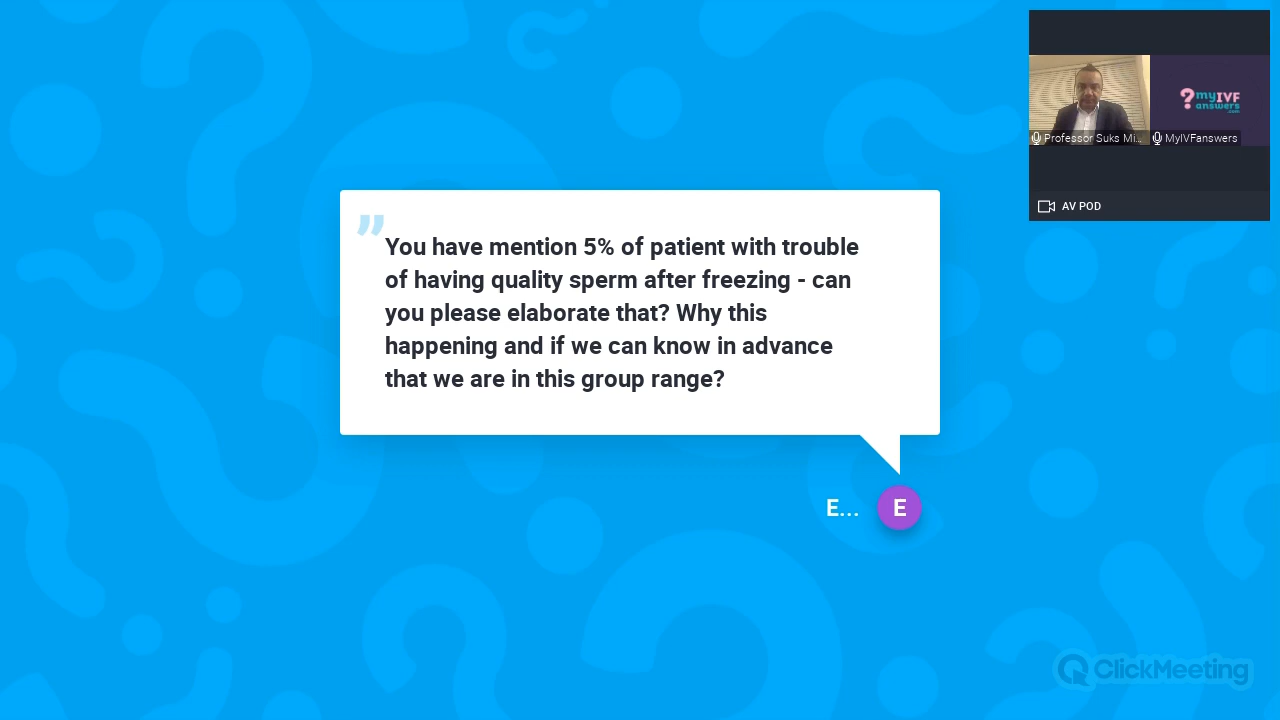 You have mention 5% of patient with trouble
of having quality sperm after freezing - can
you please elaborate that? Why this
happening and if we can know in advance
that we are in this group range?
E...
E
?myIVF
answers
.com
Professor Suks Mi...
MyIVFanswers
AV POD
ClickMeeting